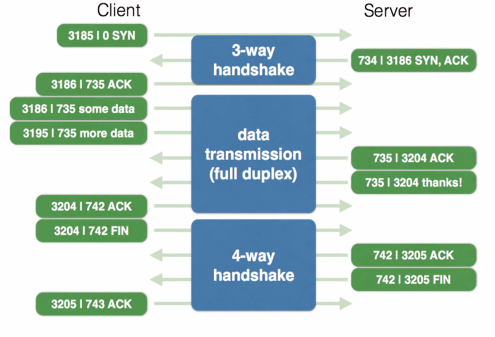 Client
Server
3185 | 0 SYN
3-way
handshake
734 | 3186 SYN, ACK
3186 | 735 ACK
3186 | 735 some data
3195 | 735 more data
data
transmission
(full duplex)
735 | 3204 ACK
735 | 3204 thanks!
3204 | 742 ACK
3204 | 742 FIN
4-way
handshake
742 | 3205 ACK
742 | 3205 FIN
3205 | 743 ACK